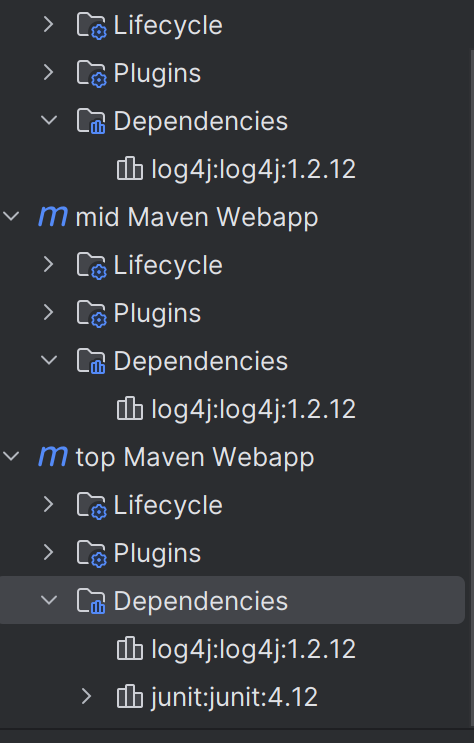 Lifecycle
Plugins
Dependencies
log4j:log4j:1.2.12
m mid Maven Webapp
Lifecycle
Plugins
Dependencies
log4j:log4j:1.2.12
m top Maven Webapp
Lifecycle
Plugins
Dependencies
log4j:log4j:1.2.12
junit:junit:4.12